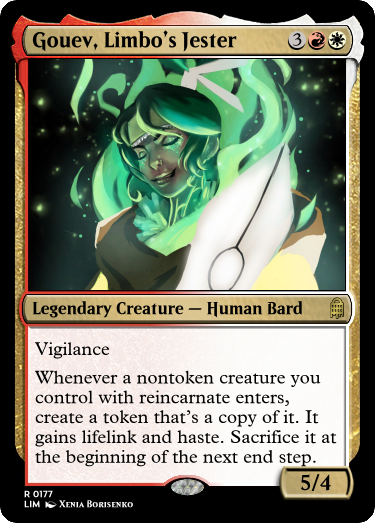 Gouev, Limbo's Jester 3
Legendary Creature — Human Bard
Vigilance
Whenever a nontoken creature you
control with reincarnate enters,
create a token that's a copy of it. It
gains lifelink and haste. Sacrifice it at
the beginning of the next end step.
5/4
R 0177
LIM Xenia Borisenko